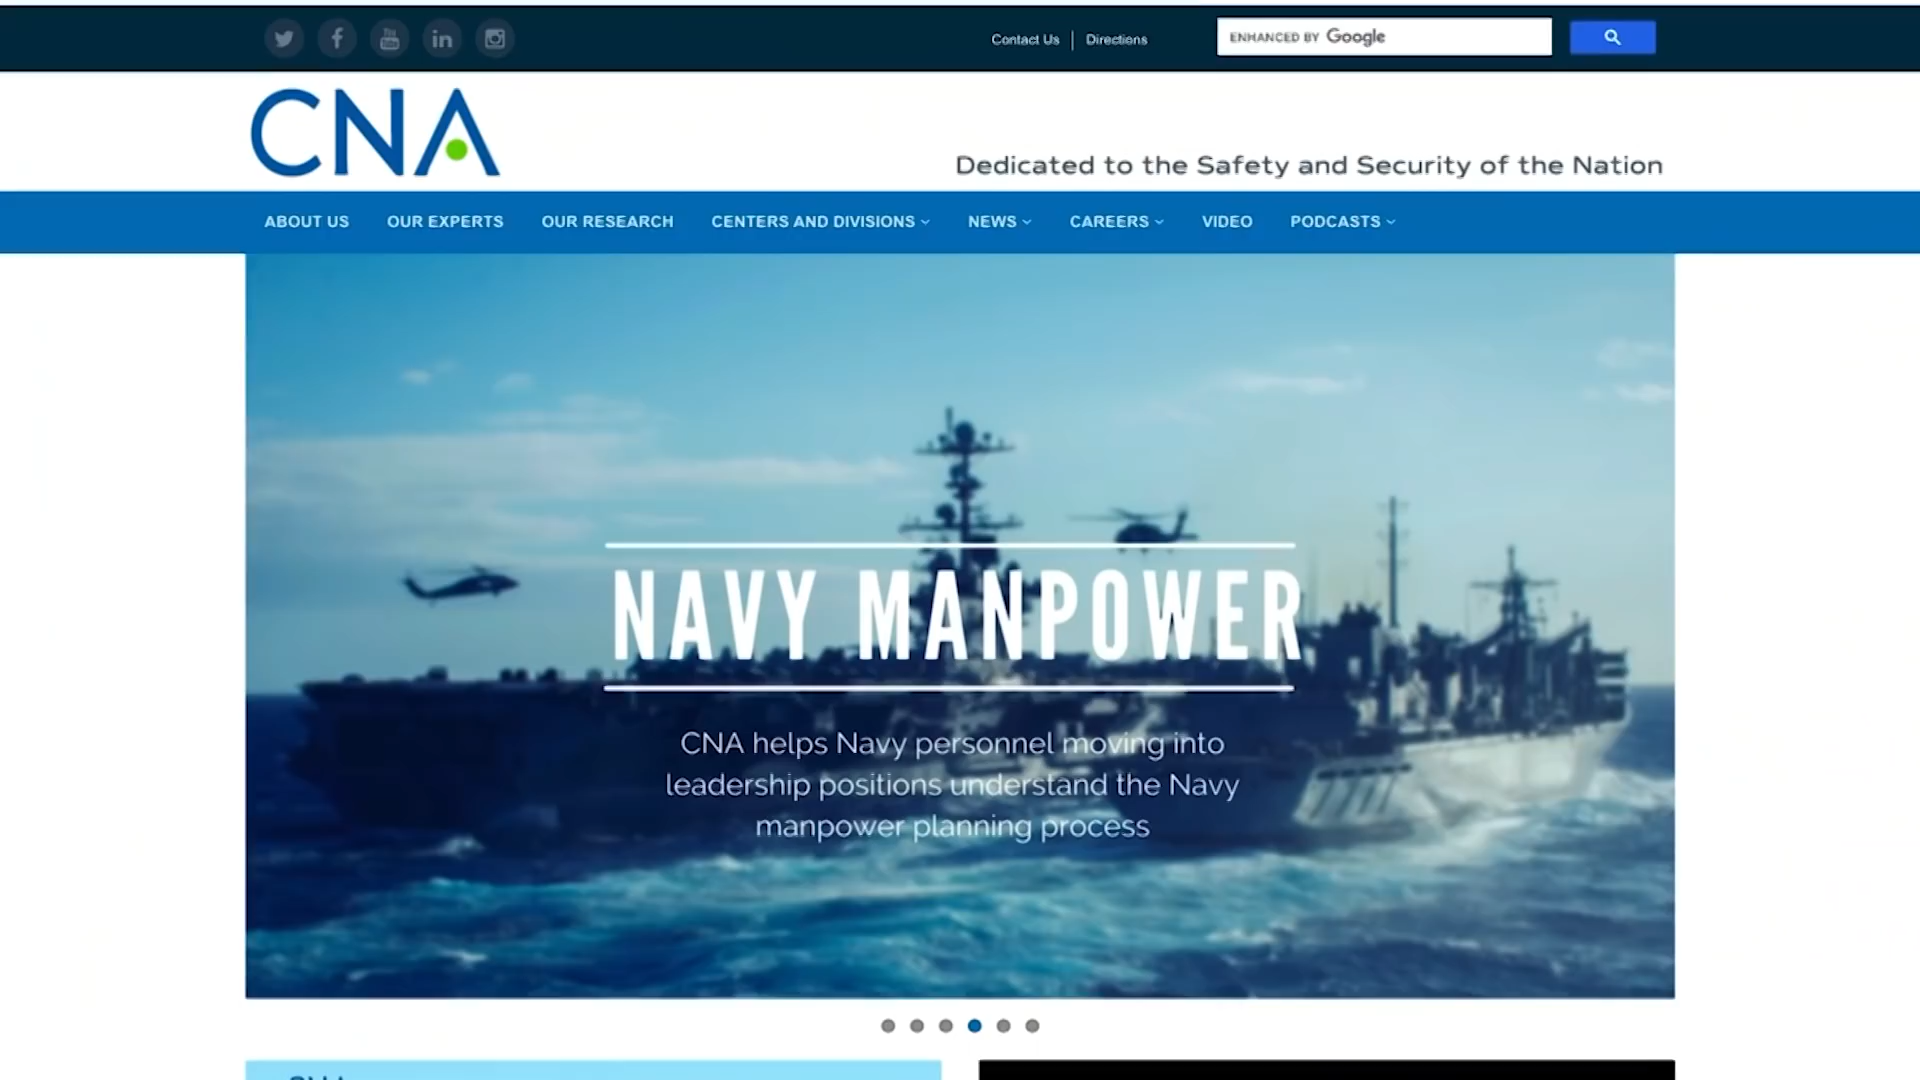 Contact Us | Directions
ENHANCED BY Google
CNA
Dedicated to the Safety and Security of the Nation
ABOUT US OUR EXPERTS OUR RESEARCH CENTERS AND DIVISIONS NEWS CAREERS VIDEO PODCASTS
NAVY MANPOWER
CNA helps Navy personnel moving into
leadership positions understand the Navy
manpower planning process